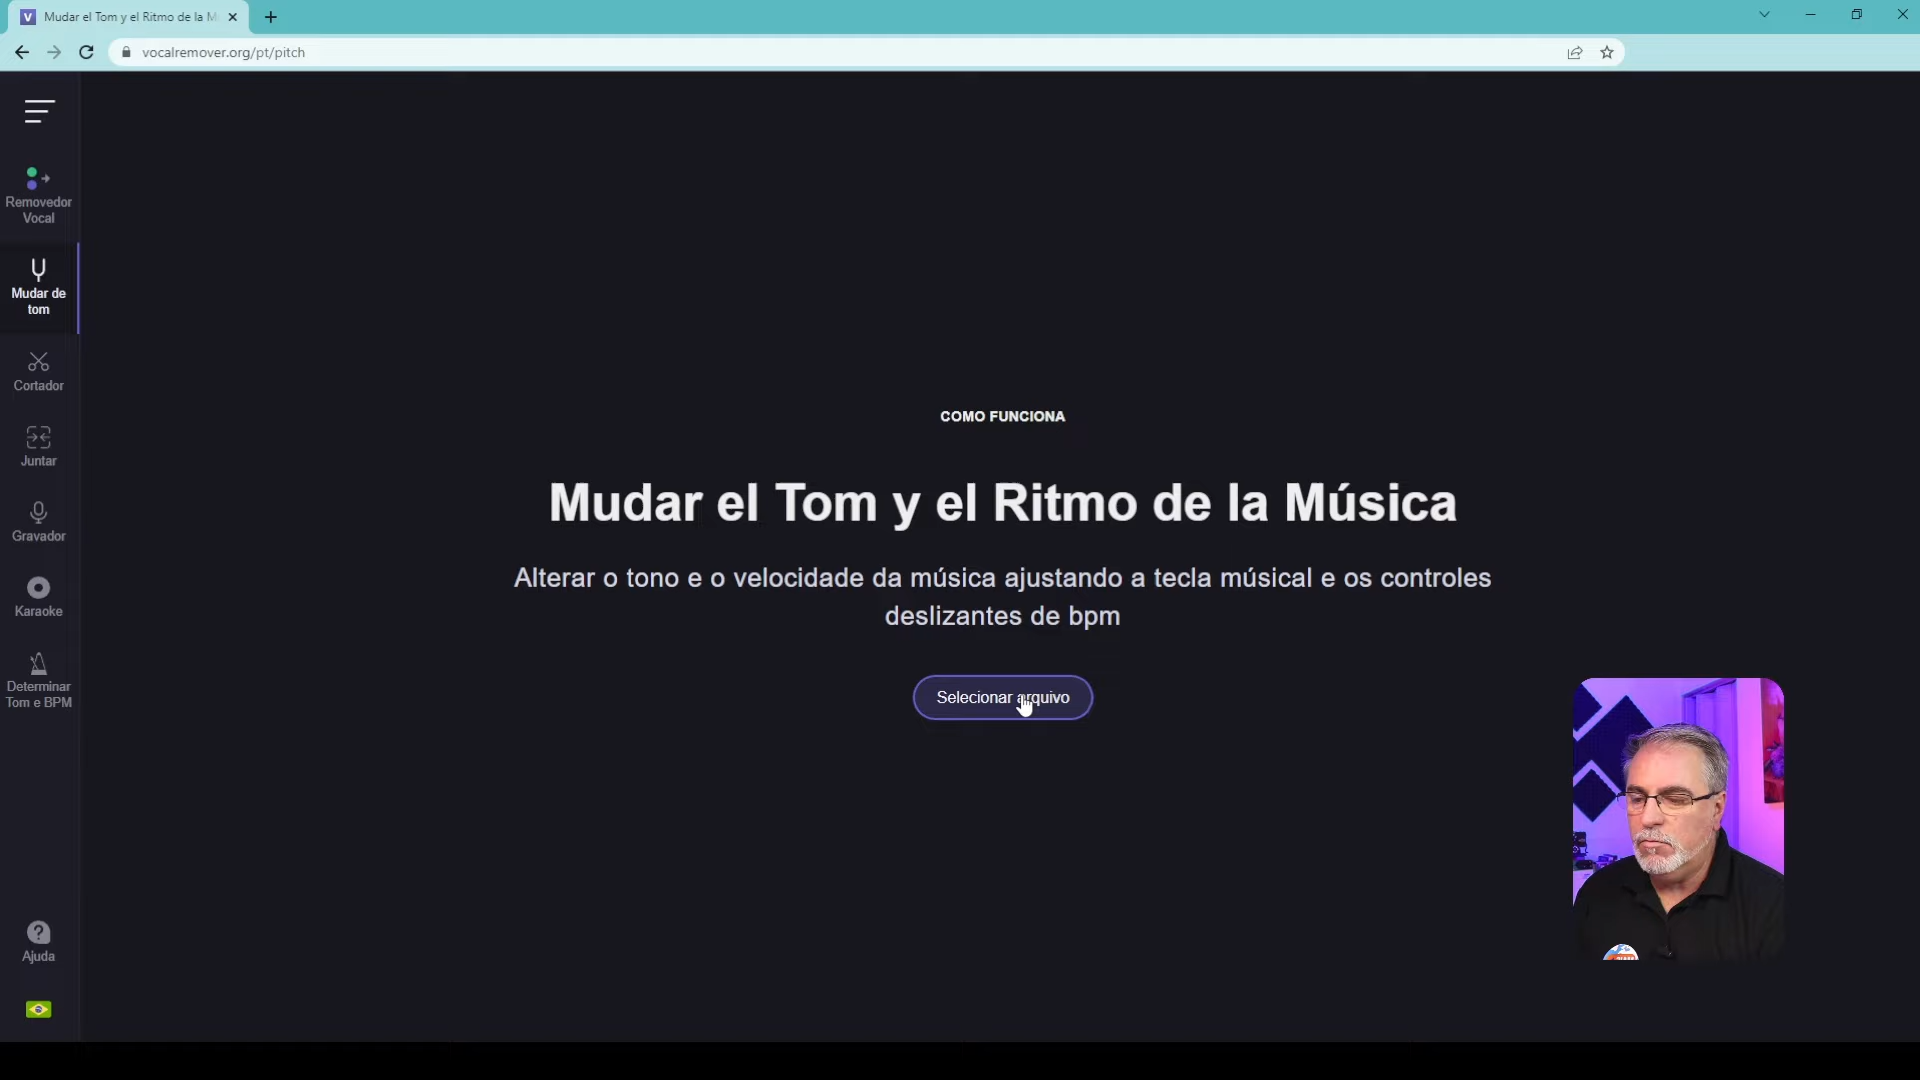 Mudar el Tom y el Ritmo de la M
vocalremover.org/pt/pitch
Removedor
Vocal
Mudar de
tom
Cortador
Juntar
Gravador
Karaoke
Determinar
Tom e BPM
Ajuda
COMO FUNCIONA
Mudar el Tom y el Ritmo de la Música
Alterar o tono e o velocidade da música ajustando a tecla músical e os controles
deslizantes de bpm
Selecionar arquivo